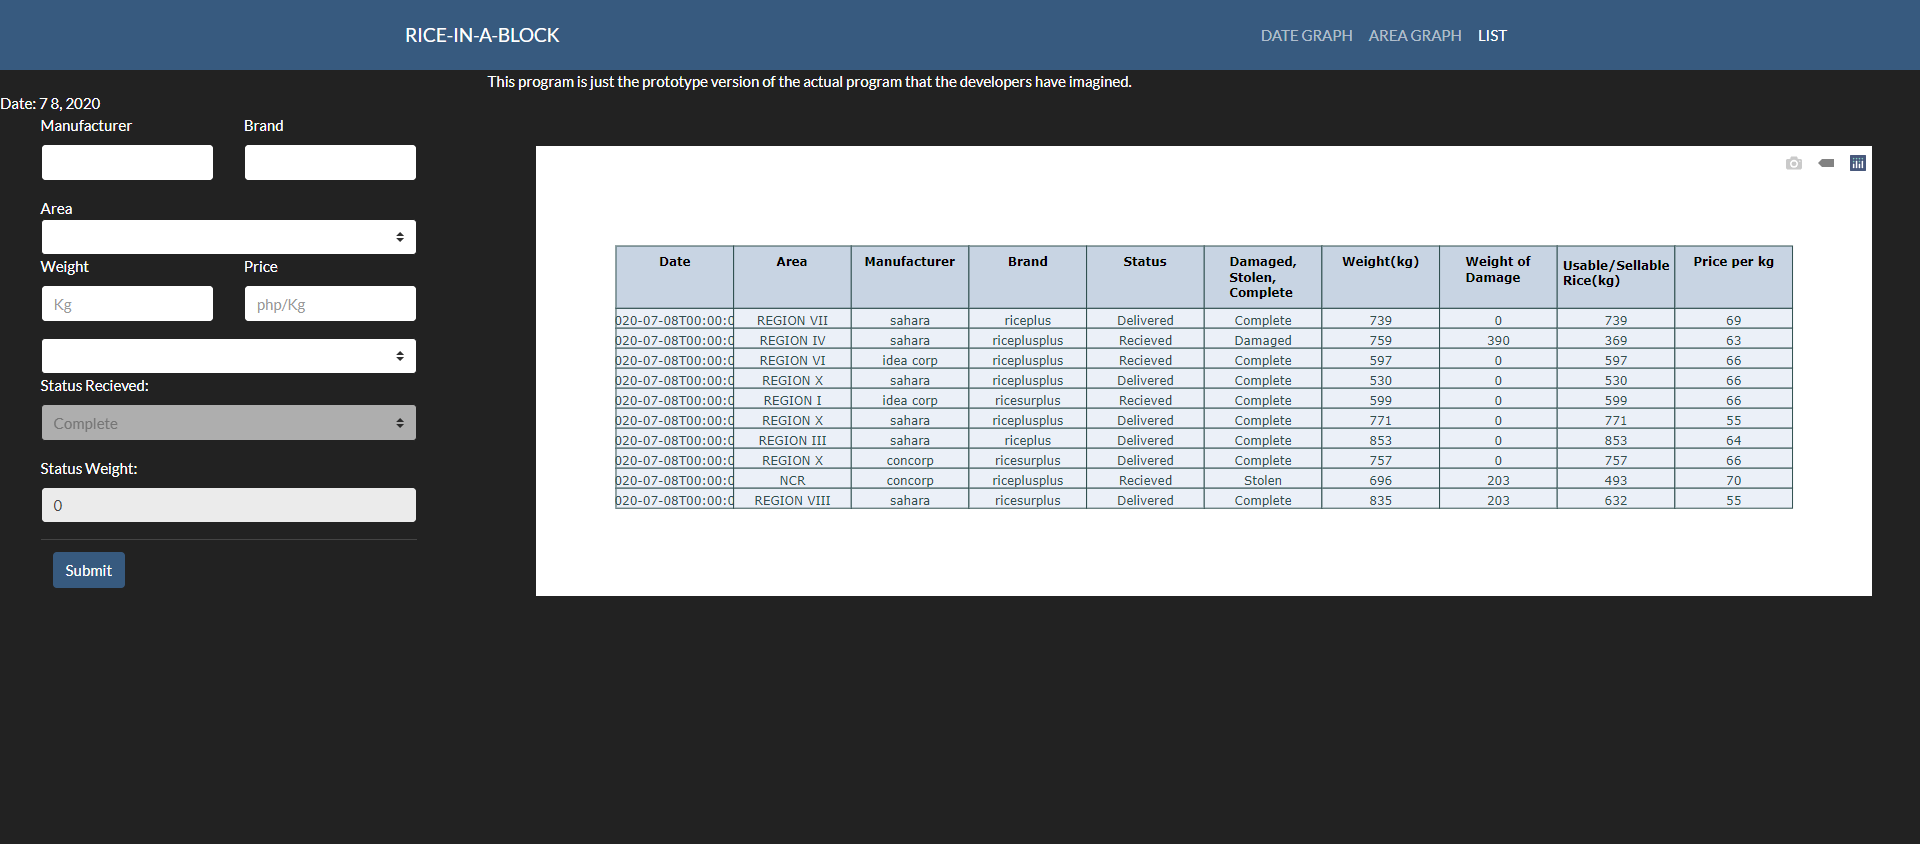 RICE-IN-A-BLOCK
DATE GRAPH AREA GRAPH LIST
This program is just the prototype version of the actual program that the developers have imagined.
Date: 7 8, 2020
Manufacturer Brand
Area
Weight Price
Kg php/Kg
Status Recieved:
Complete
Status Weight:
0
Submit
Date Area Manufacturer Brand Status Damaged, Stolen, Complete Weight(kg) Weight of Damage Usable/Sellable Rice(kg) Price per kg
020-07-08T00:00:0 REGION VII sahara riceplus Delivered Complete 739 0 739 69
020-07-08T00:00:0 REGION IV sahara riceplusplus Recieved Damaged 759 390 369 63
020-07-08T00:00:0 REGION VI idea corp riceplusplus Recieved Complete 597 0 597 66
020-07-08T00:00:0 REGION X sahara riceplusplus Delivered Complete 530 0 530 66
020-07-08T00:00:0 REGION I idea corp ricesurplus Recieved Complete 599 0 599 66
020-07-08T00:00:0 REGION X sahara riceplusplus Delivered Complete 771 0 771 55
020-07-08T00:00:0 REGION III sahara riceplus Delivered Complete 853 0 853 64
020-07-08T00:00:0 REGION X concorp ricesurplus Delivered Complete 757 0 757 66
020-07-08T00:00:0 NCR concorp riceplusplus Recieved Stolen 696 203 493 70
020-07-08T00:00:0 REGION VIII sahara ricesurplus Delivered Complete 835 203 632 55